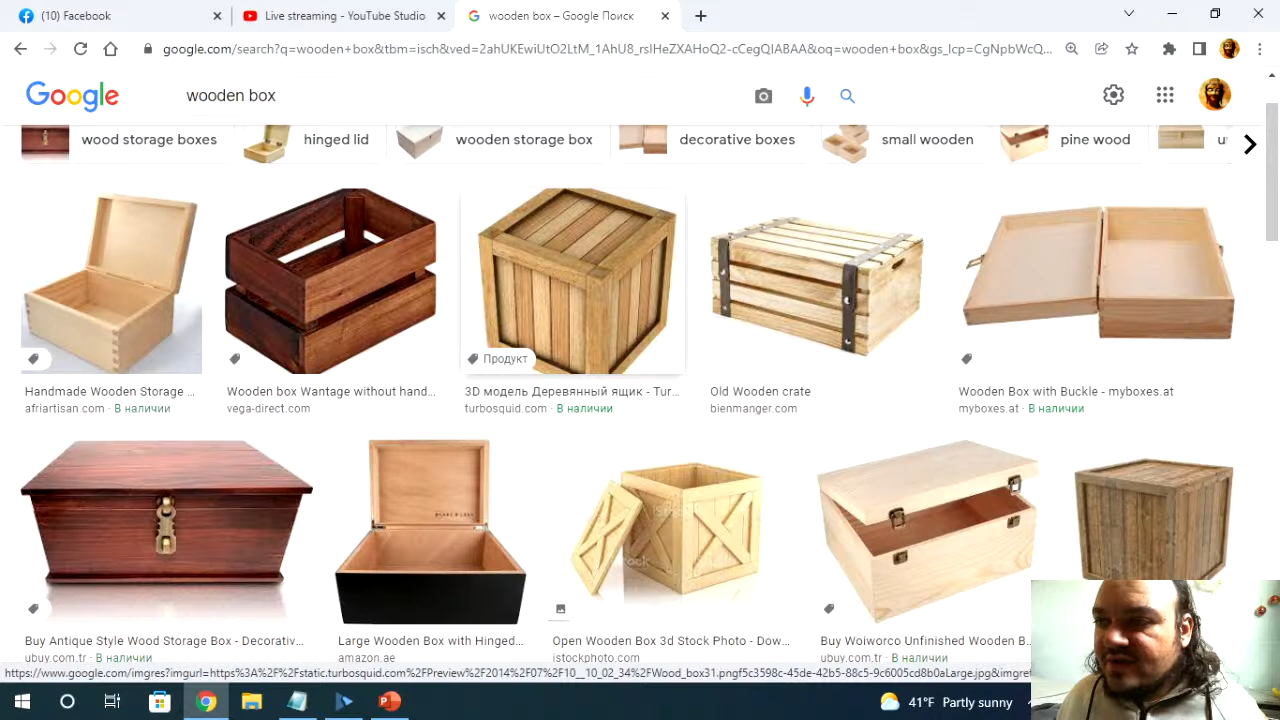 (10) Facebook
Live streaming - YouTube Studio
wooden box – Google Поиск
google.com/search?q=wooden+box&tbm=isch&ved=2ahUKEwiUtO2LtM_1AhU8_rsIHeZXAHoQ2-cCegQIABAA&oq=wooden+box&gs_lcp=CgNpbWcQ...
Google
wooden box
wood storage boxes
hinged lid
wooden storage box
decorative boxes
small wooden
pine wood
Продукт
Handmade Wooden Storage ...
Wooden box Wantage without hand...
3D модель Деревянный ящик - Tur...
Old Wooden crate
Wooden Box with Buckle - myboxes.at
afriartisan.com · В наличии
vega-direct.com
turbosquid.com · В наличии
bienmanger.com
myboxes.at · В наличии
iStock
Buy Antique Style Wood Storage Box - Decorativ...
Large Wooden Box with Hinged...
Open Wooden Box 3d Stock Photo - Dow...
Buy Woiworco Unfinished Wooden B...
ubuy.com.tr · В наличии
amazon.ae
istockphoto.com
ubuy.com.tr · В наличии
https://www.google.com/imgres?imgurl=https%3A%2F%2Fstatic.turbosquid.com%2FPreview%2F2014%2F07%2F10__10_02_34%2FWood_box31.pngf5c3598c-45de-42b5-88c5-9c6005cd8b0aLarge.jpg&imgre
41°F Partly sunny